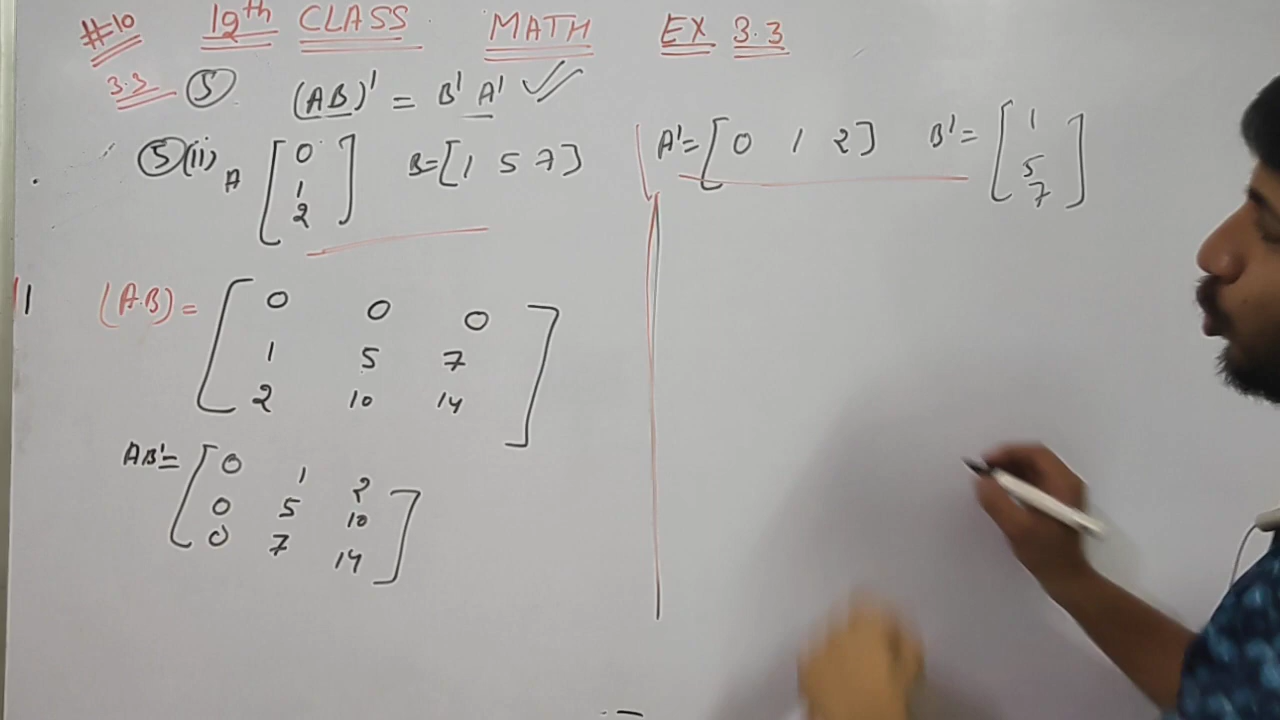 #10 12th CLASS MATH EX 3.3
3.3 ⑤ (AB)' = B' A'
⑤(ii) A [0 B=[1 5 7]
1
2]
A'=[0 1 2] B'=[1
5
7]
(A.B)= [0 0 0
1 5 7
2 10 14]
AB'= [0 1 2
0 5 10
0 7 14]